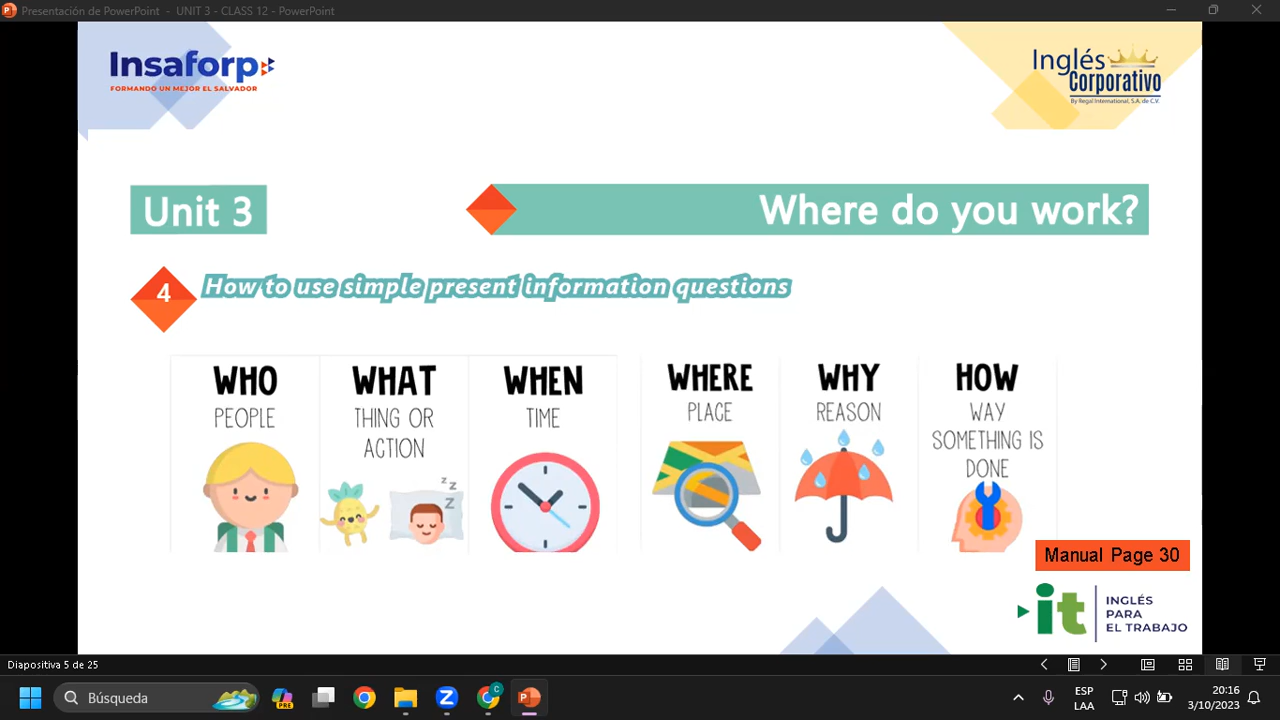 Presentación de PowerPoint - UNIT 3 - CLASS 12 - PowerPoint
Insaforp
FORMANDO UN MEJOR EL SALVADOR
Inglés
Corporativo
By Regal International, S.A. de C.V.
Unit 3
Where do you work?
4
How to use simple present information questions
WHO
PEOPLE
WHAT
THING OR
ACTION
WHEN
TIME
WHERE
PLACE
WHY
REASON
HOW
WAY
SOMETHING IS
DONE
z z
Z
Manual Page 30
it
INGLÉS
PARA
EL TRABAJO
Diapositiva 5 de 25
Búsqueda
PRE
C
ESP
LAA
20:16
3/10/2023